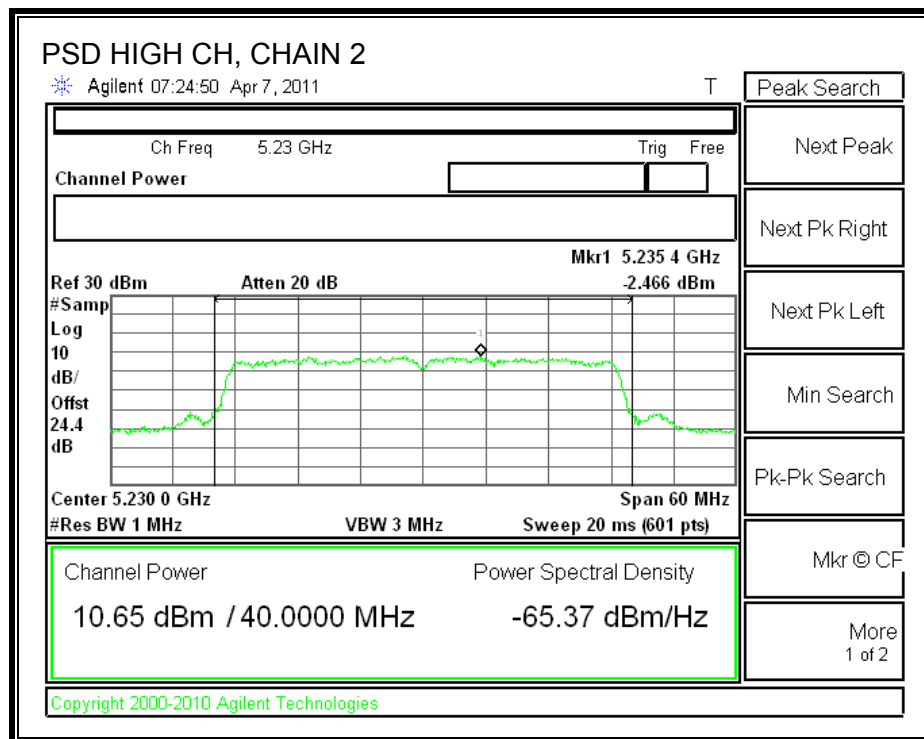 PSD HIGH CH, CHAIN 2
Agilent 07:24:50 Apr 7, 2011 T
Peak Search
Ch Freq 5.23 GHz Trig Free
Channel Power
Mkr1 5.235 4 GHz
Ref 30 dBm Atten 20 dB -2.466 dBm
#Samp
Log
10
dB/
Offst
24.4
dB
1
Center 5.230 0 GHz Span 60 MHz
#Res BW 1 MHz VBW 3 MHz Sweep 20 ms (601 pts)
Channel Power Power Spectral Density
10.65 dBm / 40.0000 MHz -65.37 dBm/Hz
Copyright 2000-2010 Agilent Technologies
Next Peak
Next Pk Right
Next Pk Left
Min Search
Pk-Pk Search
Mkr © CF
More
1 of 2